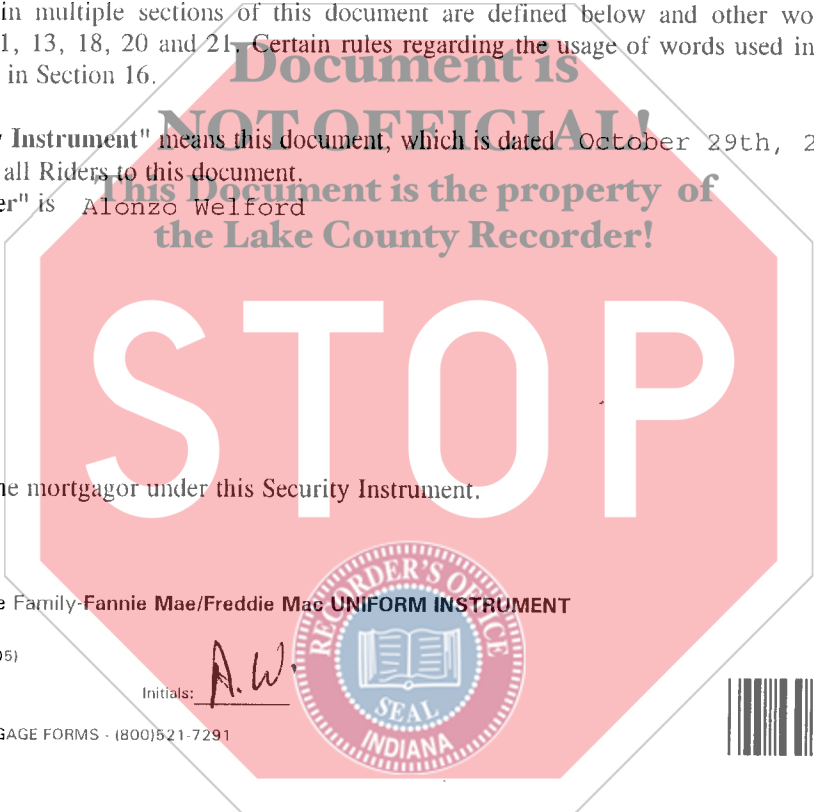 in multiple sections of this document are defined below and other wo
1, 13, 18, 20 and 21. Certain rules regarding the usage of words used in
in Section 16.
Document is
NOT OFFICIAL!
Instrument" means this document, which is dated October 29th, 2
all Riders to this document.
This Document is the property of
er" is Alonzo Welford
the Lake County Recorder!
STOP
he mortgagor under this Security Instrument.
RECORDER'S OFFICE
e Family-Fannie Mae/Freddie Mac UNIFORM INSTRUMENT
05)
Initials: A.W.
SEAL
INDIANA
GAGE FORMS - (800)521-7291